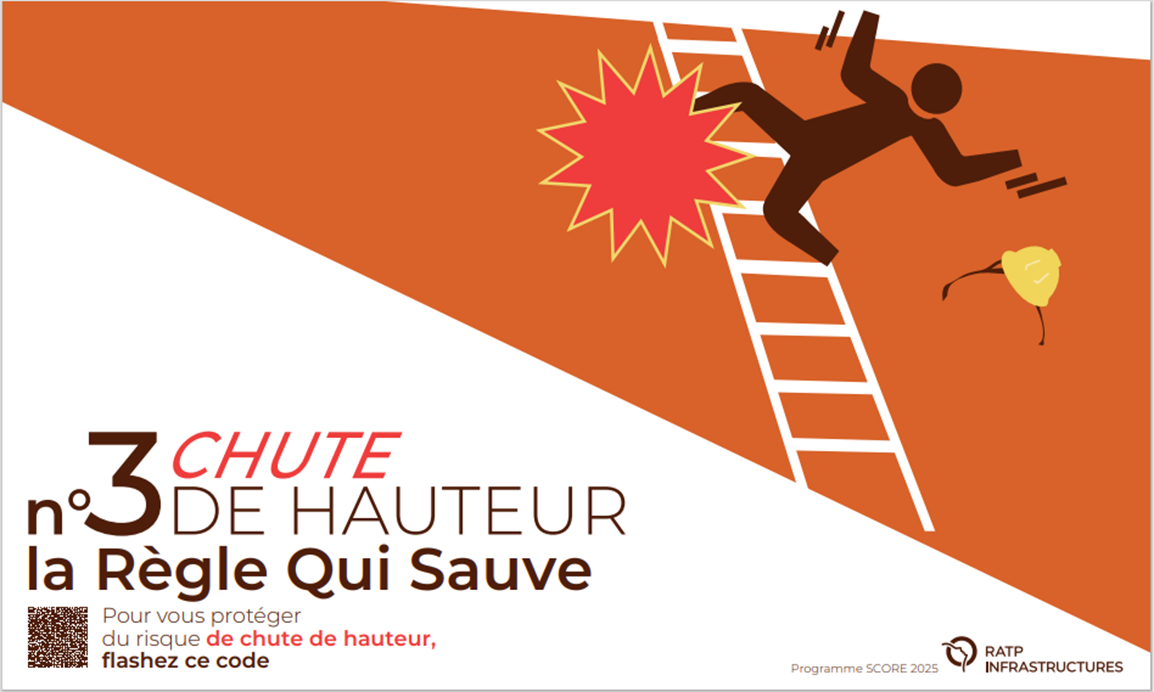 n°3 CHUTE
DE HAUTEUR
la Règle Qui Sauve
Pour vous protéger
du risque de chute de hauteur,
flashez ce code
Programme SCORE 2025
RATP
INFRASTRUCTURES